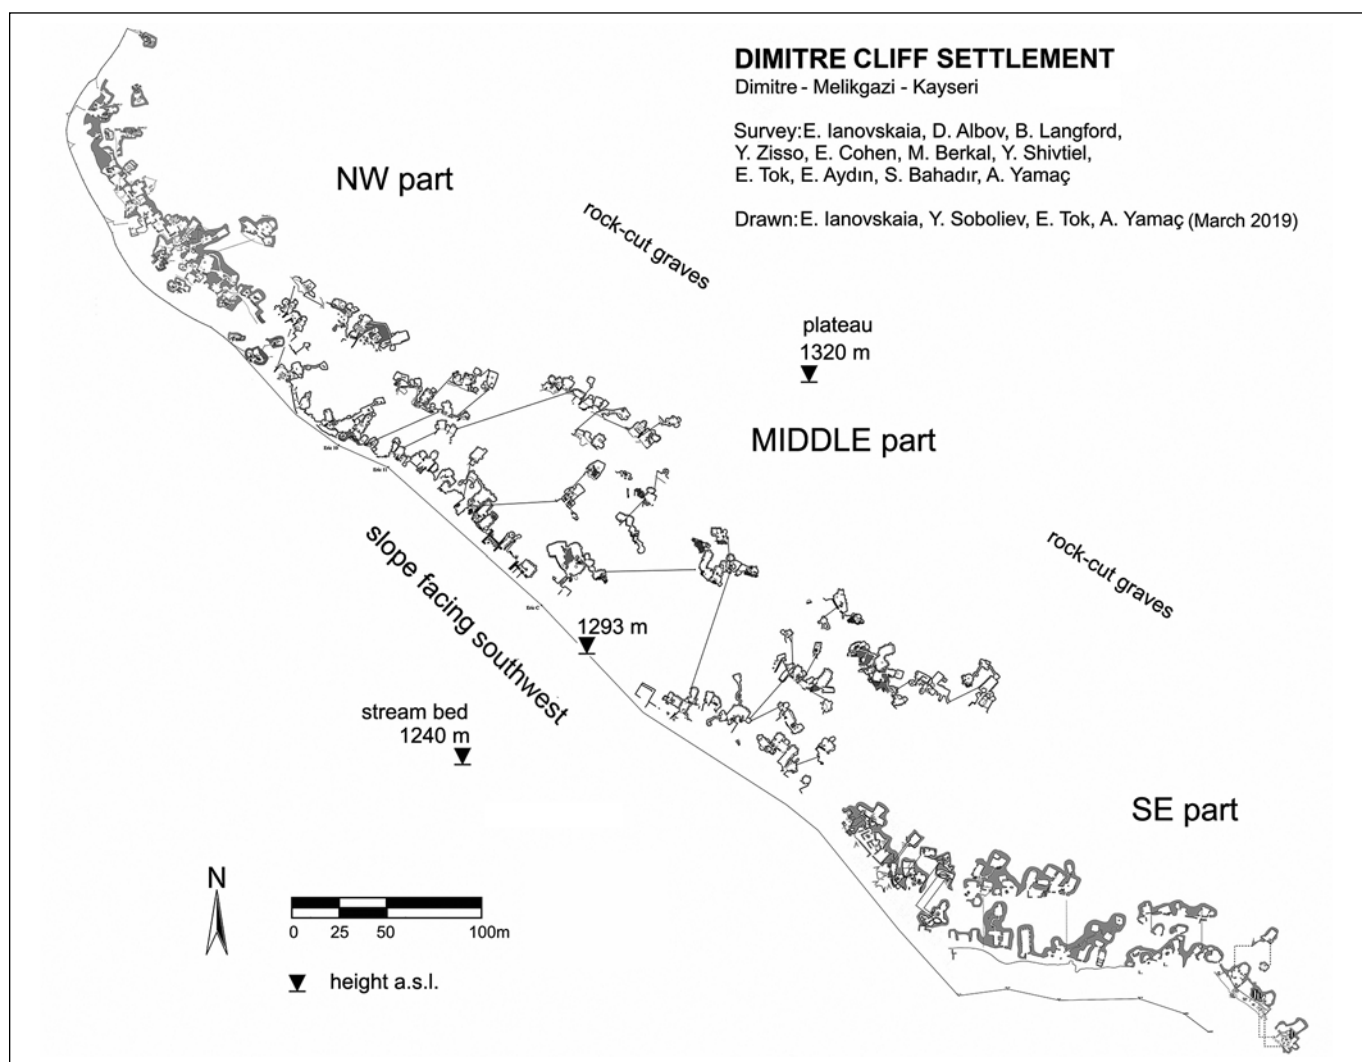 DIMITRE CLIFF SETTLEMENT
Dimitre - Melikgazi - Kayseri
Survey: E. Ianovskaia, D. Albov, B. Langford,
Y. Zisso, E. Cohen, M. Berkal, Y. Shivtiel,
E. Tok, E. Aydın, S. Bahadır, A. Yamaç
Drawn: E. Ianovskaia, Y. Soboliev, E. Tok, A. Yamaç (March 2019)
NW part
rock-cut graves
plateau
1320 m
MIDDLE part
rock-cut graves
slope facing southwest
1293 m
stream bed
1240 m
SE part
N
0 25 50 100m
height a.s.l.